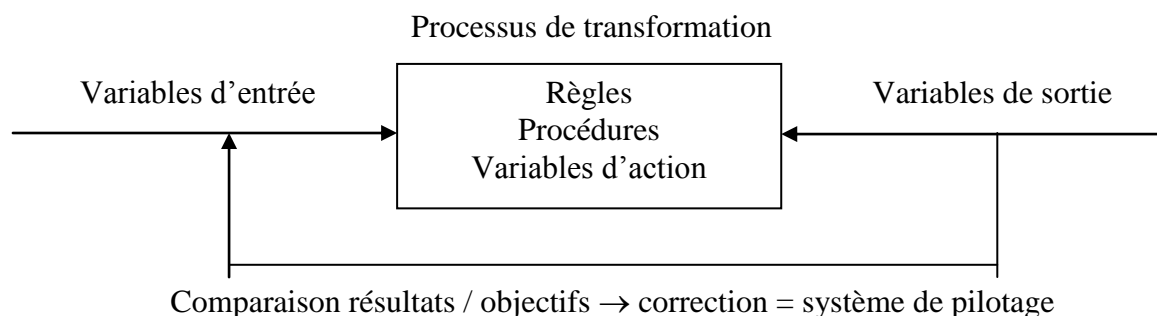 Processus de transformation
Variables d’entrée
Règles
Procédures
Variables d’action
Variables de sortie
Comparaison résultats / objectifs → correction = système de pilotage